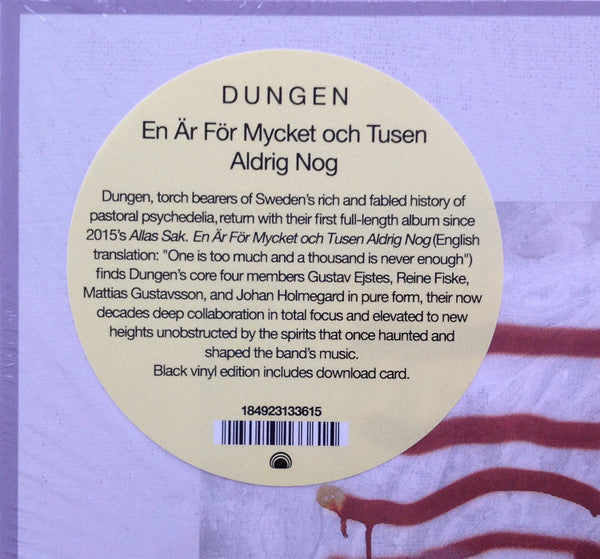 DUNGEN
En Är För Mycket och Tusen
Aldrig Nog
Dungen, torch bearers of Sweden's rich and fabled history of
pastoral psychedelia, return with their first full-length album since
2015's Allas Sak. En Är För Mycket och Tusen Aldrig Nog (English
translation: "One is too much and a thousand is never enough")
finds Dungen's core four members Gustav Ejstes, Reine Fiske,
Mattias Gustavsson, and Johan Holmegard in pure form, their now
decades deep collaboration in total focus and elevated to new
heights unobstructed by the spirits that once haunted and
shaped the band's music.
Black vinyl edition includes download card.
184923133615